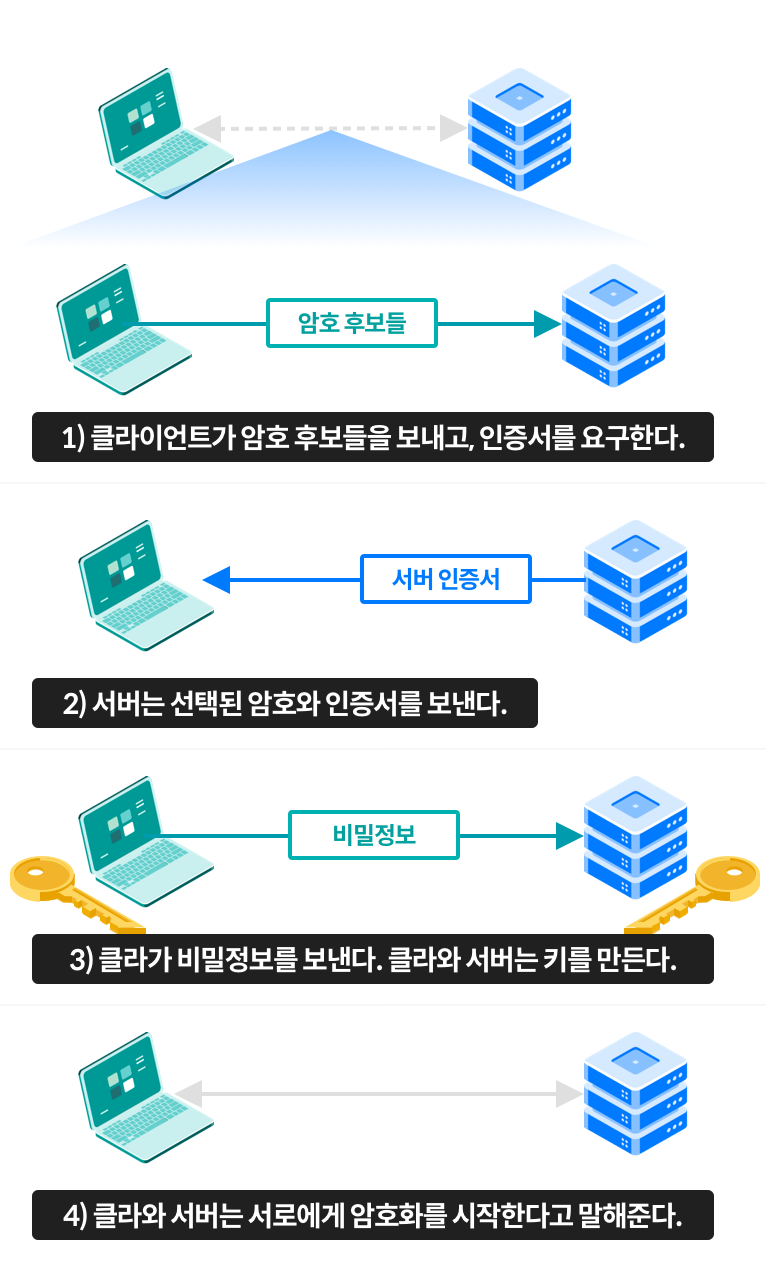 암호 후보들
1) 클라이언트가 암호 후보들을 보내고, 인증서를 요구한다.
서버 인증서
2) 서버는 선택된 암호와 인증서를 보낸다.
비밀정보
3) 클라가 비밀정보를 보낸다. 클라와 서버는 키를 만든다.
4) 클라와 서버는 서로에게 암호화를 시작한다고 말해준다.